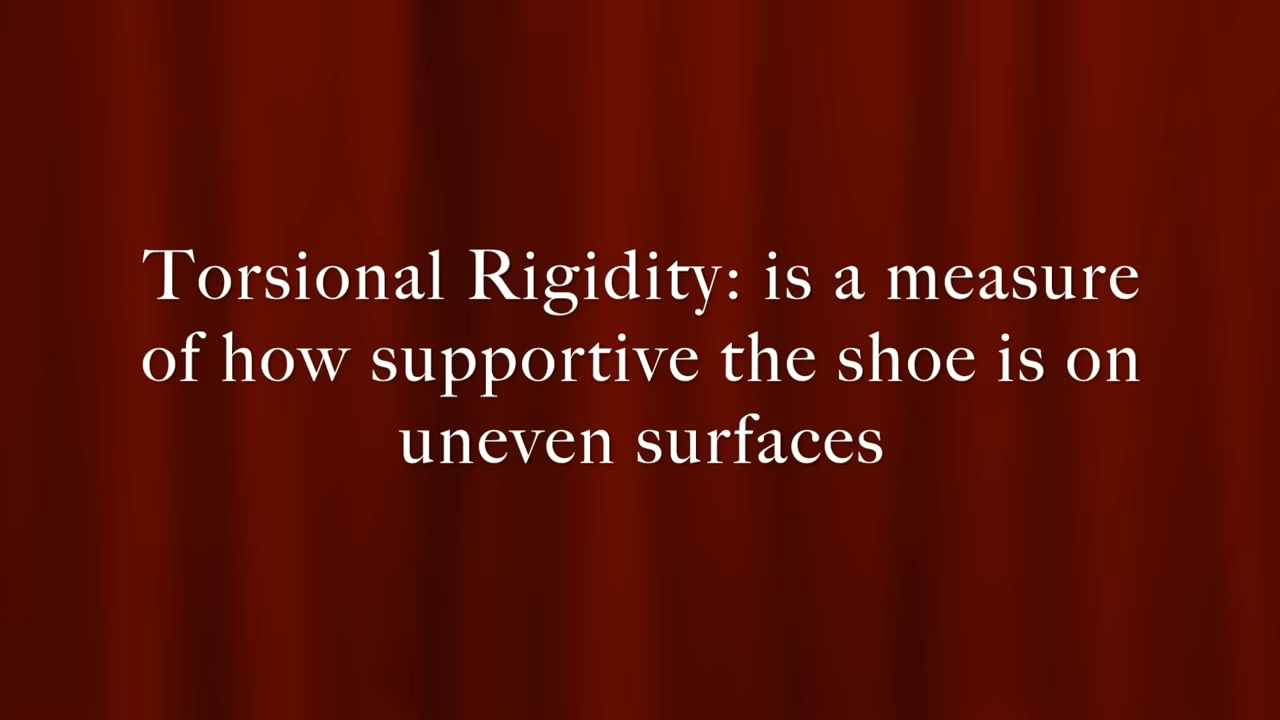 Torsional Rigidity: is a measure
of how supportive the shoe is on
uneven surfaces